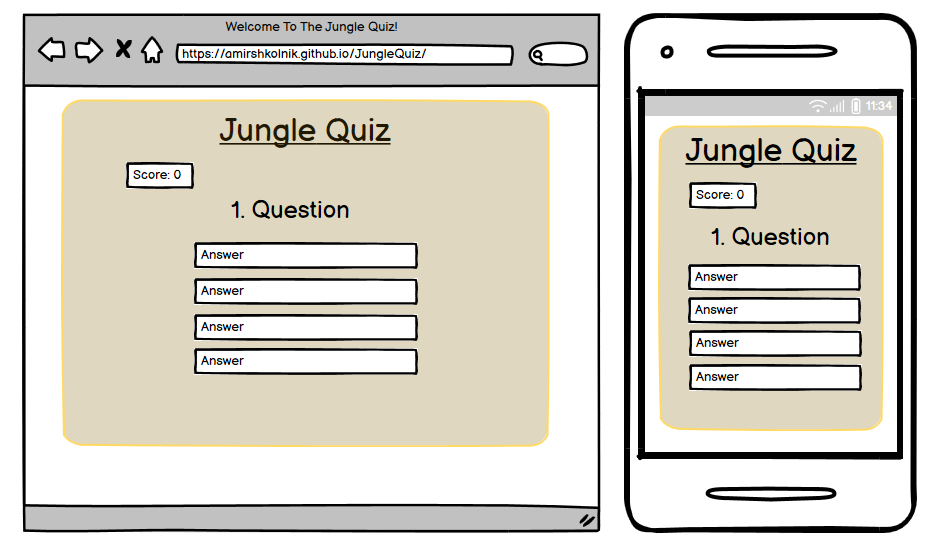 Welcome To The Jungle Quiz!
https://omirshkolnik.github.io/JungleQuiz/
Jungle Quiz
Score: 0
1. Question
Answer
Answer
Answer
Answer
11:34
Jungle Quiz
Score: 0
1. Question
Answer
Answer
Answer
Answer